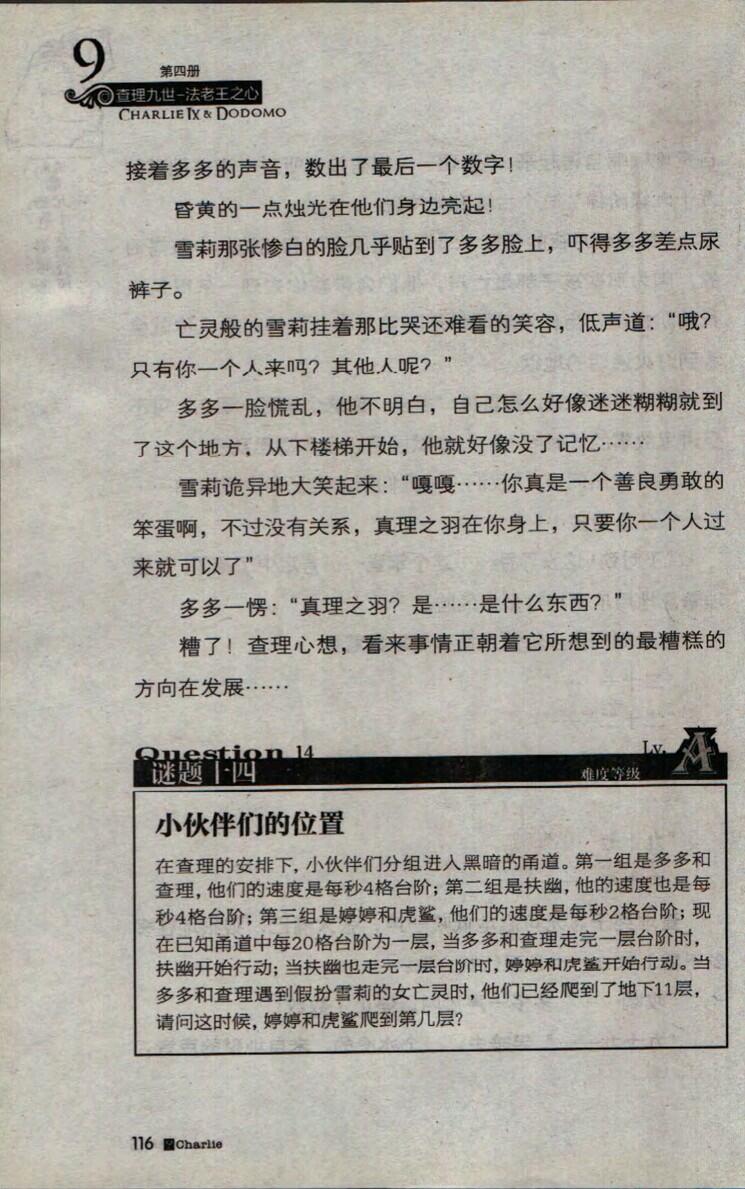 9
第四册
查理九世-法老王之心
CHARLIE IX & DODOMO
接着多多的声音，数出了最后一个数字！
昏黄的一点烛光在他们身边亮起！
雪莉那张惨白的脸几乎贴到了多多脸上，吓得多多差点尿
裤子。
亡灵般的雪莉挂着那比哭还难看的笑容，低声道：“哦？
只有你一个人来吗？其他人呢？”
多多一脸慌乱，他不明白，自己怎么好像迷迷糊糊就到
了这个地方，从下楼梯开始，他就好像没了记忆……
雪莉诡异地大笑起来：“嘎嘎……你真是一个善良勇敢的
笨蛋啊，不过没有关系，真理之羽在你身上，只要你一个人过
来就可以了”
多多一愣：“真理之羽？是……是什么东西？”
糟了！查理心想，看来事情正朝着它所想到的最糟糕的
方向在发展……
Question 14
Lv. A
谜题十四
难度等级
小伙伴们的位置
在查理的安排下，小伙伴们分组进入黑暗的甬道。第一组是多多和
查理，他们的速度是每秒4格台阶；第二组是扶幽，他的速度也是每
秒4格台阶；第三组是婷婷和虎鲨，他们的速度是每秒2格台阶；现
在已知甬道中每20格台阶为一层，当多多和查理走完一层台阶时，
扶幽开始行动；当扶幽也走完一层台阶时，婷婷和虎鲨开始行动。当
多多和查理遇到假扮雪莉的女亡灵时，他们已经爬到了地下11层，
请问这时候，婷婷和虎鲨爬到第几层？
116 Charlie